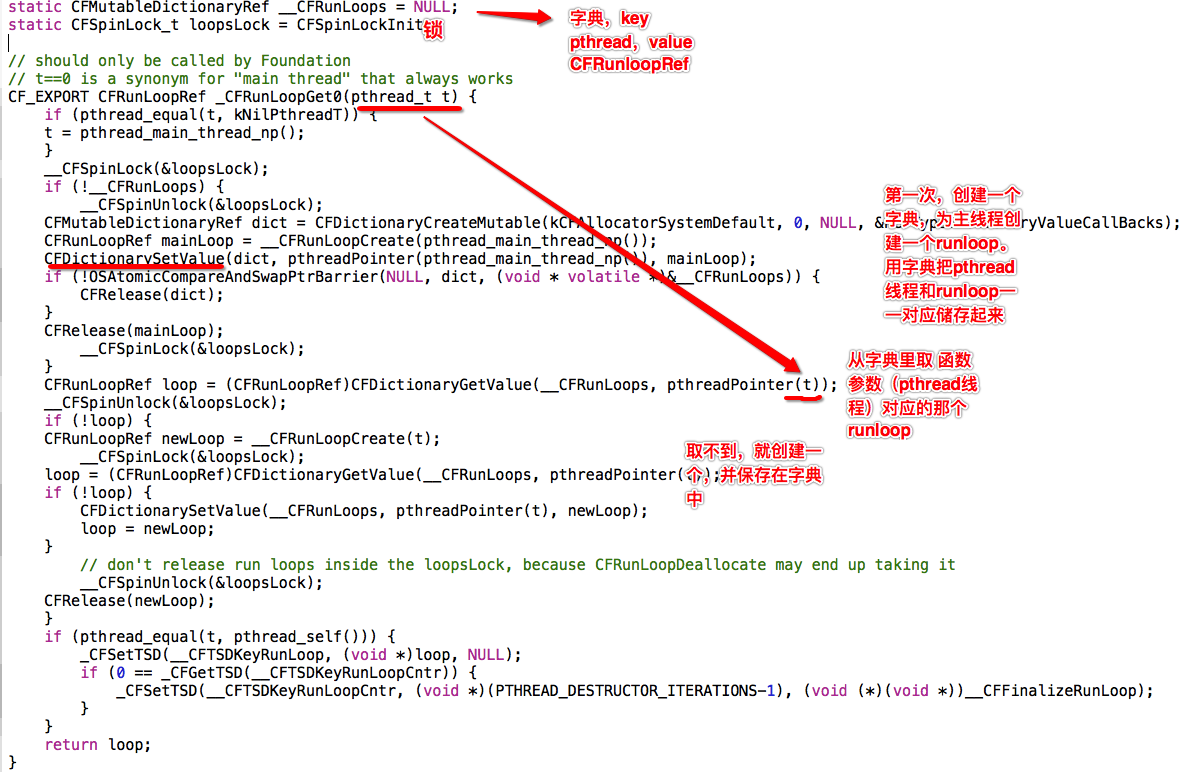 static CFMutableDictionaryRef __CFRunLoops = NULL;
static CFSpinLock_t loopsLock = CFSpinLockInit
锁
字典，key
pthread，value
CFRunloopRef
// should only be called by Foundation
// t==0 is a synonym for "main thread" that always works
CF_EXPORT CFRunLoopRef _CFRunLoopGet0(pthread_t t) {
if (pthread_equal(t, kNilPthreadT)) {
t = pthread_main_thread_np();
}
__CFSpinLock(&loopsLock);
if (!__CFRunLoops) {
__CFSpinUnlock(&loopsLock);
CFMutableDictionaryRef dict = CFDictionaryCreateMutable(kCFAllocatorSystemDefault, 0, NULL, &ryValueCallBacks);
CFRunLoopRef mainLoop = __CFRunLoopCreate(pthread_main_thread_np());
CFDictionarySetValue(dict, pthreadPointer(pthread_main_thread_np()), mainLoop);
if (!OSAtomicCompareAndSwapPtrBarrier(NULL, dict, (void * volatile *)&__CFRunLoops)) {
CFRelease(dict);
}
CFRelease(mainLoop);
__CFSpinLock(&loopsLock);
}
第一次，创建一个
字典，为主线程创
建一个runloop。
用字典把pthread
线程和runloop一
一对应储存起来
CFRunLoopRef loop = (CFRunLoopRef)CFDictionaryGetValue(__CFRunLoops, pthreadPointer(t));
__CFSpinUnlock(&loopsLock);
从字典里取 函数
参数（pthread线
程）对应的那个
runloop
if (!loop) {
CFRunLoopRef newLoop = __CFRunLoopCreate(t);
__CFSpinLock(&loopsLock);
loop = (CFRunLoopRef)CFDictionaryGetValue(__CFRunLoops, pthreadPointer(;
取不到，就创建一
个，并保存在字典
中
if (!loop) {
CFDictionarySetValue(__CFRunLoops, pthreadPointer(t), newLoop);
loop = newLoop;
}
// don't release run loops inside the loopsLock, because CFRunLoopDeallocate may end up taking it
__CFSpinUnlock(&loopsLock);
CFRelease(newLoop);
}
if (pthread_equal(t, pthread_self())) {
_CFSetTSD(__CFTSDKeyRunLoop, (void *)loop, NULL);
if (0 == _CFGetTSD(__CFTSDKeyRunLoopCntr)) {
_CFSetTSD(__CFTSDKeyRunLoopCntr, (void *)(PTHREAD_DESTRUCTOR_ITERATIONS-1), (void (*)(void *))__CFFinalizeRunLoop);
}
}
return loop;
}